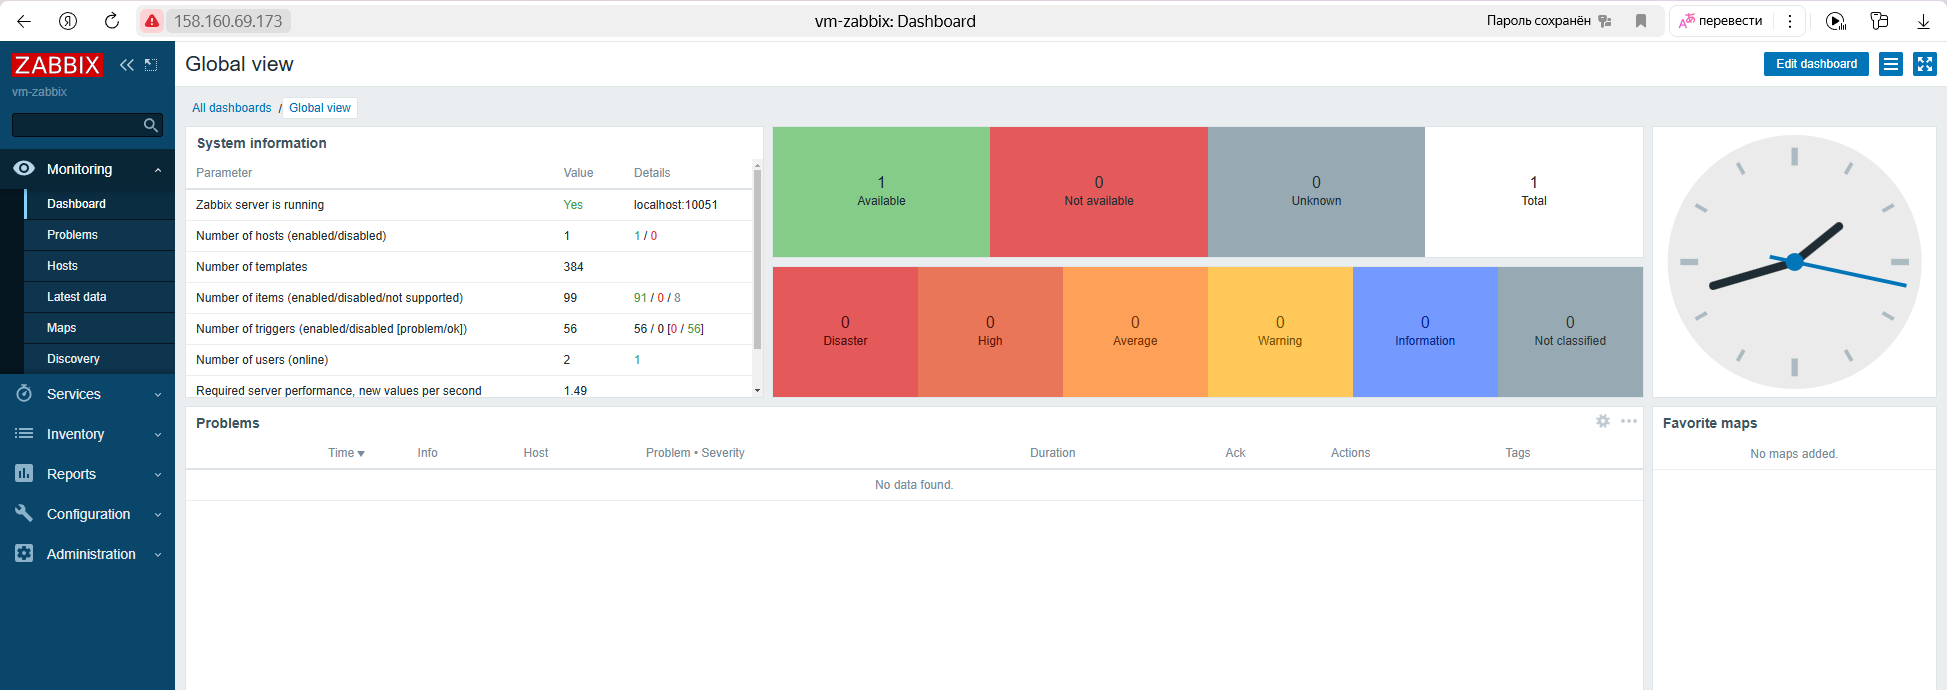 158.160.69.173
vm-zabbix: Dashboard
Пароль сохранён
перевести
ZABBIX
vm-zabbix
Monitoring
Dashboard
Problems
Hosts
Latest data
Maps
Discovery
Services
Inventory
Reports
Configuration
Administration
Global view
Edit dashboard
All dashboards / Global view
System information
Parameter Value Details
Zabbix server is running Yes localhost:10051
Number of hosts (enabled/disabled) 1 1 / 0
Number of templates 384
Number of items (enabled/disabled/not supported) 99 91 / 0 / 8
Number of triggers (enabled/disabled [problem/ok]) 56 56 / 0 [0 / 56]
Number of users (online) 2 1
Required server performance, new values per second 1.49
1 0 0 1
Available Not available Unknown Total
0 0 0 0 0 0
Disaster High Average Warning Information Not classified
Problems
Time ▼ Info Host Problem • Severity Duration Ack Actions Tags
No data found.
Favorite maps
No maps added.